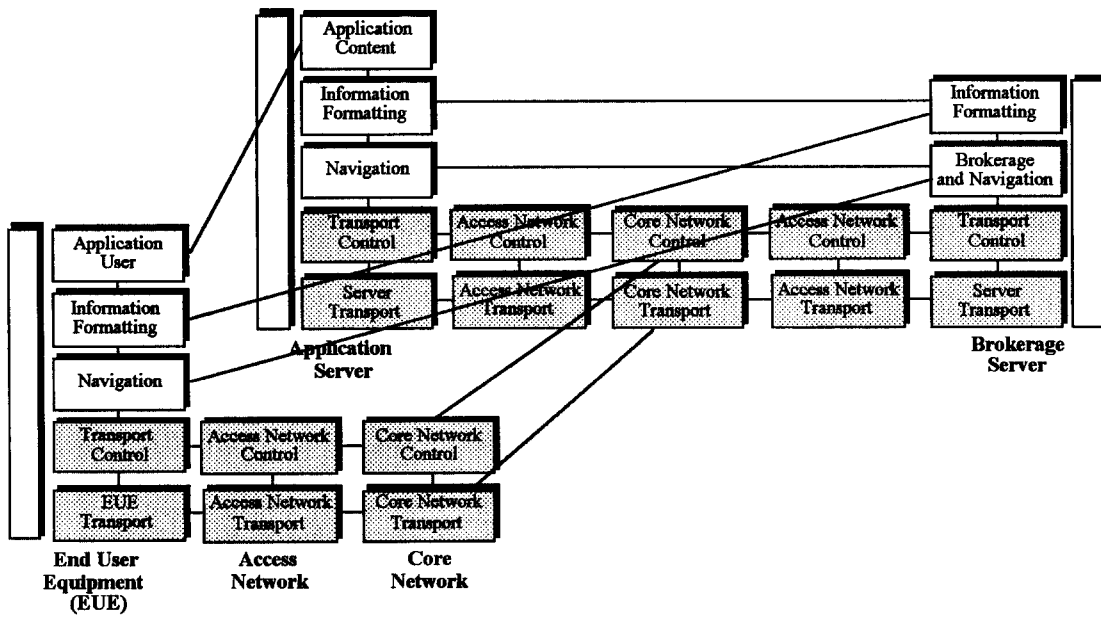 Application
Content
Information
Formatting
Navigation
Transport
Control
Access Network
Control
Core Network
Control
Access Network
Control
Server
Transport
Access Network
Transport
Core Network
Transport
Access Network
Transport
Application
Server
Information
Formatting
Brokerage
and Navigation
Transport
Control
Server
Transport
Brokerage
Server
Application
User
Information
Formatting
Navigation
Transport
Control
Access Network
Control
Core Network
Control
EUE
Transport
Access Network
Transport
Core Network
Transport
End User
Equipment
(EUE)
Access
Network
Core
Network